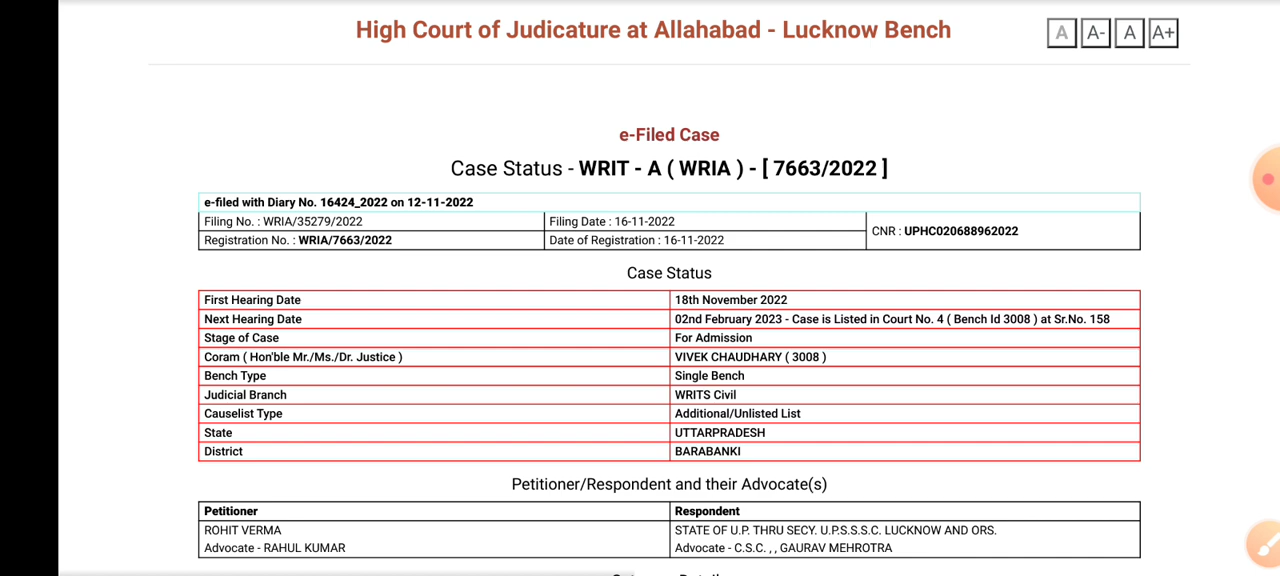 High Court of Judicature at Allahabad - Lucknow Bench
A A- A A+
e-Filed Case
Case Status - WRIT - A ( WRIA ) - [ 7663/2022 ]
e-filed with Diary No. 16424_2022 on 12-11-2022
Filing No. : WRIA/35279/2022 Filing Date : 16-11-2022 CNR : UPHC020688962022
Registration No. : WRIA/7663/2022 Date of Registration : 16-11-2022
Case Status
First Hearing Date 18th November 2022
Next Hearing Date 02nd February 2023 - Case is Listed in Court No. 4 ( Bench Id 3008 ) at Sr.No. 158
Stage of Case For Admission
Coram ( Hon'ble Mr./Ms./Dr. Justice ) VIVEK CHAUDHARY ( 3008 )
Bench Type Single Bench
Judicial Branch WRITS Civil
Causelist Type Additional/Unlisted List
State UTTARPRADESH
District BARABANKI
Petitioner/Respondent and their Advocate(s)
Petitioner Respondent
ROHIT VERMA STATE OF U.P. THRU SECY. U.P.S.S.S.C. LUCKNOW AND ORS.
Advocate - RAHUL KUMAR Advocate - C.S.C. , , GAURAV MEHROTRA